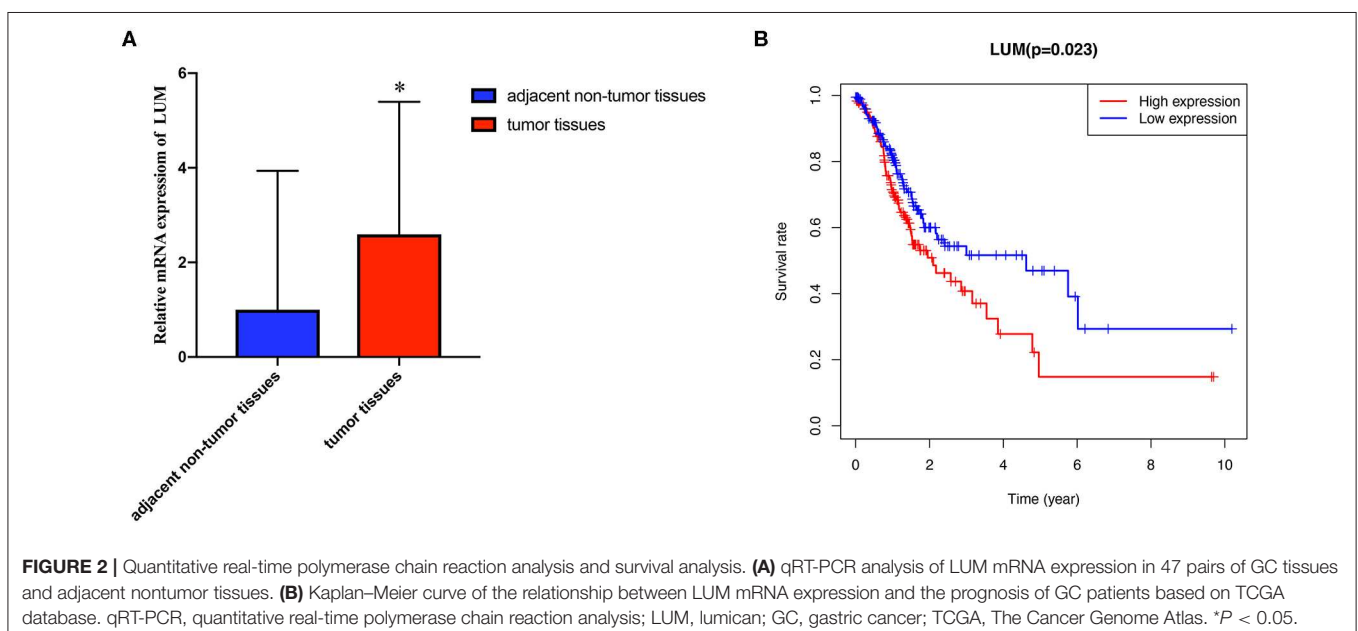 A
Relative mRNA expressiom of LUM
6
4
2
0
*
adjacent non-tumor tissues
tumor tissues
adjacent non-tumor tissues
tumor tissues
B
LUM(p=0.023)
High expression
Low expression
Survival rate
1.0
0.8
0.6
0.4
0.2
0.0
0 2 4 6 8 10
Time (year)
FIGURE 2 | Quantitative real-time polymerase chain reaction analysis and survival analysis. (A) qRT-PCR analysis of LUM mRNA expression in 47 pairs of GC tissues
and adjacent nontumor tissues. (B) Kaplan–Meier curve of the relationship between LUM mRNA expression and the prognosis of GC patients based on TCGA
database. qRT-PCR, quantitative real-time polymerase chain reaction analysis; LUM, lumican; GC, gastric cancer; TCGA, The Cancer Genome Atlas. *P < 0.05.